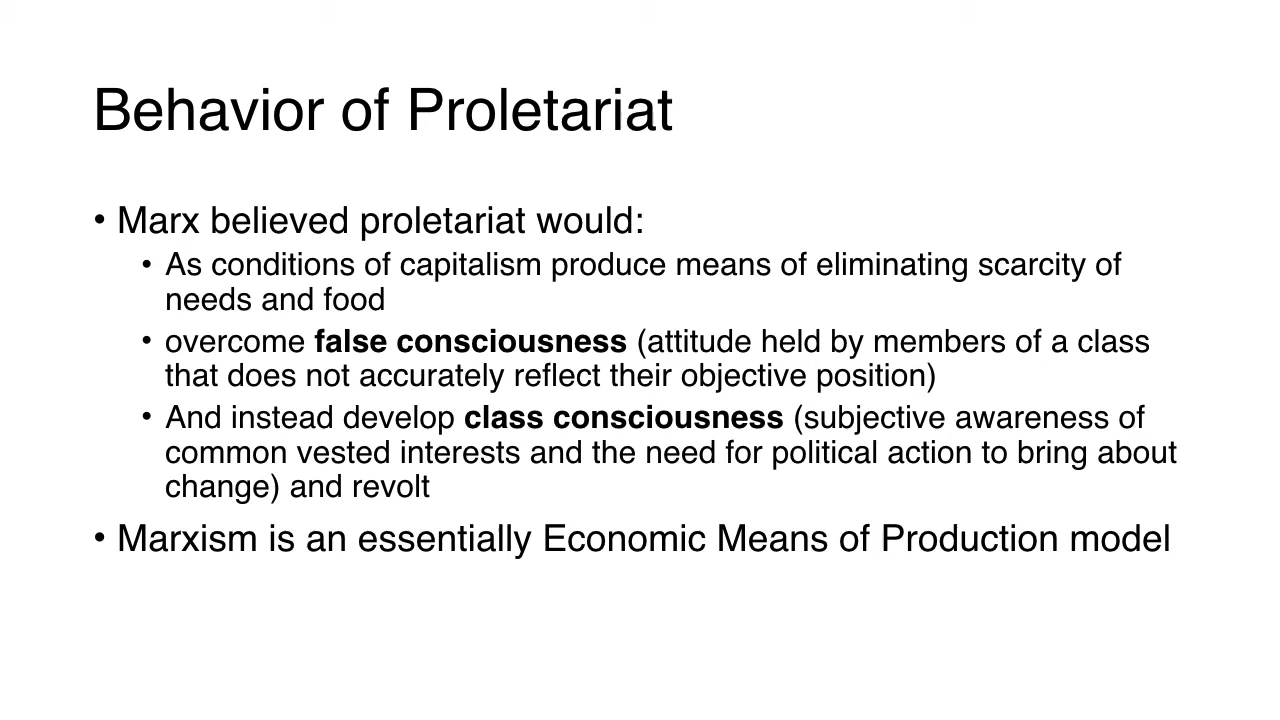 Behavior of Proletariat
• Marx believed proletariat would:
• As conditions of capitalism produce means of eliminating scarcity of
needs and food
• overcome false consciousness (attitude held by members of a class
that does not accurately reflect their objective position)
• And instead develop class consciousness (subjective awareness of
common vested interests and the need for political action to bring about
change) and revolt
• Marxism is an essentially Economic Means of Production model